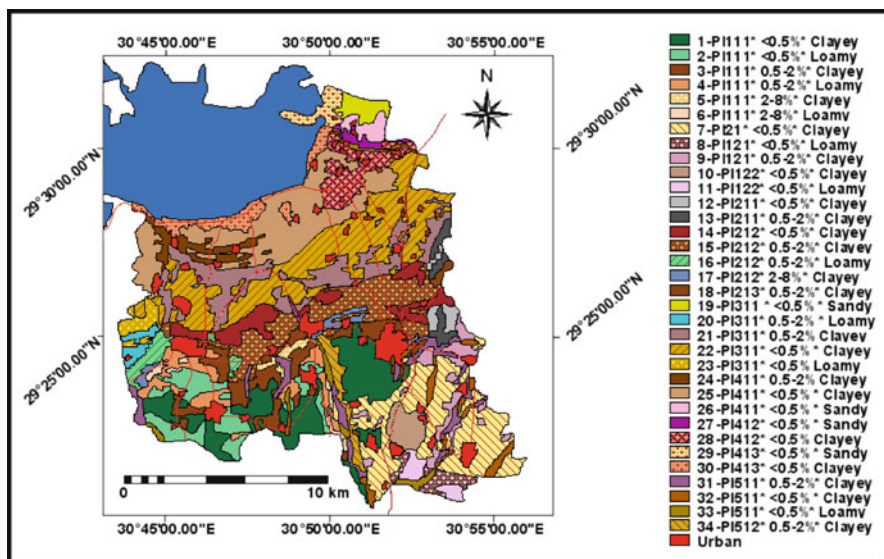 30°45'00.00"E 30°50'00.00"E 30°55'00.00"E
N
29°30'00.00"N
29°30'00.00"N
29°25'00.00"N
29°25'00.00"N
0 10 km
30°45'00.00"E 30°50'00.00"E 30°55'00.00"E
1-PI111* <0.5%* Clayey
2-PI111* <0.5%* Loamy
3-PI111* 0.5-2%* Clayey
4-PI111* 0.5-2%* Loamy
5-PI111* 2-8%* Clayey
6-PI111* 2-8%* Loamy
7-PI21* <0.5%* Clayey
8-PI121* <0.5%* Loamy
9-PI121* 0.5-2%* Clayey
10-PI122* <0.5%* Clayey
11-PI122* <0.5%* Loamy
12-PI211* <0.5%* Clayey
13-PI211* 0.5-2%* Clayey
14-PI212* <0.5%* Clayey
15-PI212* 0.5-2%* Clayey
16-PI212* 0.5-2%* Loamy
17-PI212* 2-8%* Clayey
18-PI213* 0.5-2%* Clayey
19-PI311 * <0.5%* Sandy
20-PI311* 0.5-2%* Loamy
21-PI311* 0.5-2%* Clayey
22-PI311* <0.5%* Clayey
23-PI311* <0.5% Loamy
24-PI411* 0.5-2% Clayey
25-PI411* <0.5%* Clayey
26-PI411* <0.5%* Sandy
27-PI412* <0.5%* Sandy
28-PI412* <0.5%* Clayey
29-PI413* <0.5%* Sandy
30-PI413* <0.5% Clayey
31-PI511* 0.5-2%* Clayey
32-PI511* <0.5% * Clayey
33-PI511* <0.5%* Loamy
34-PI512* 0.5-2%* Clayey
Urban